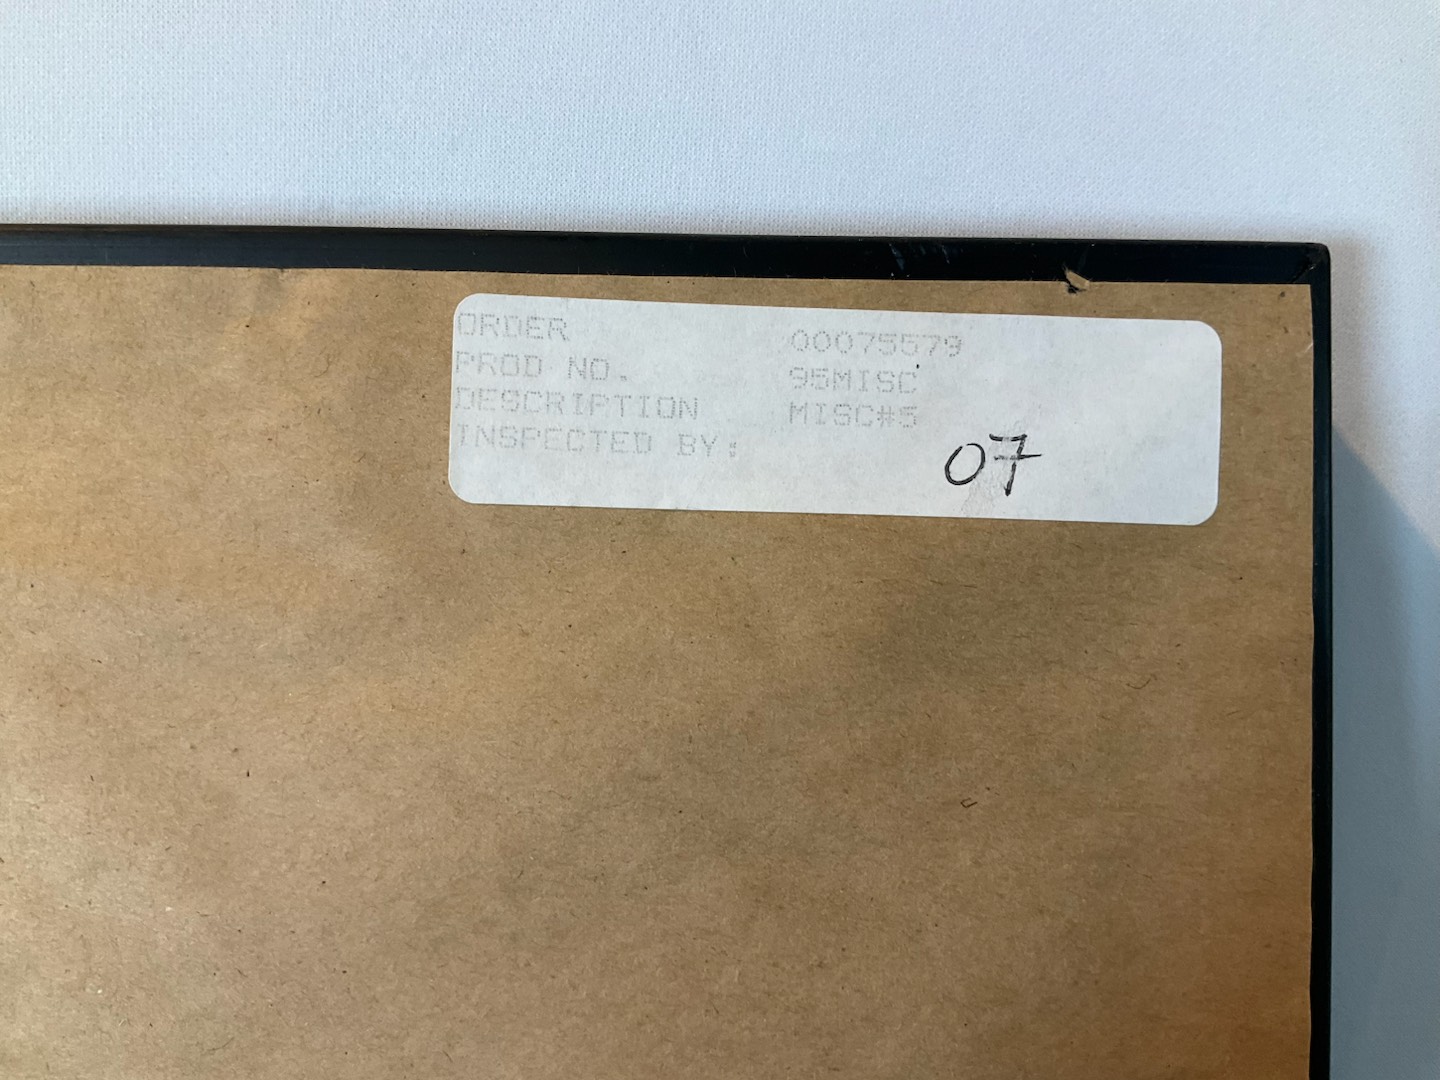 ORDER 00075579
PROD NO. 95MISC
DESCRIPTION MISC#5
INSPECTED BY: 07